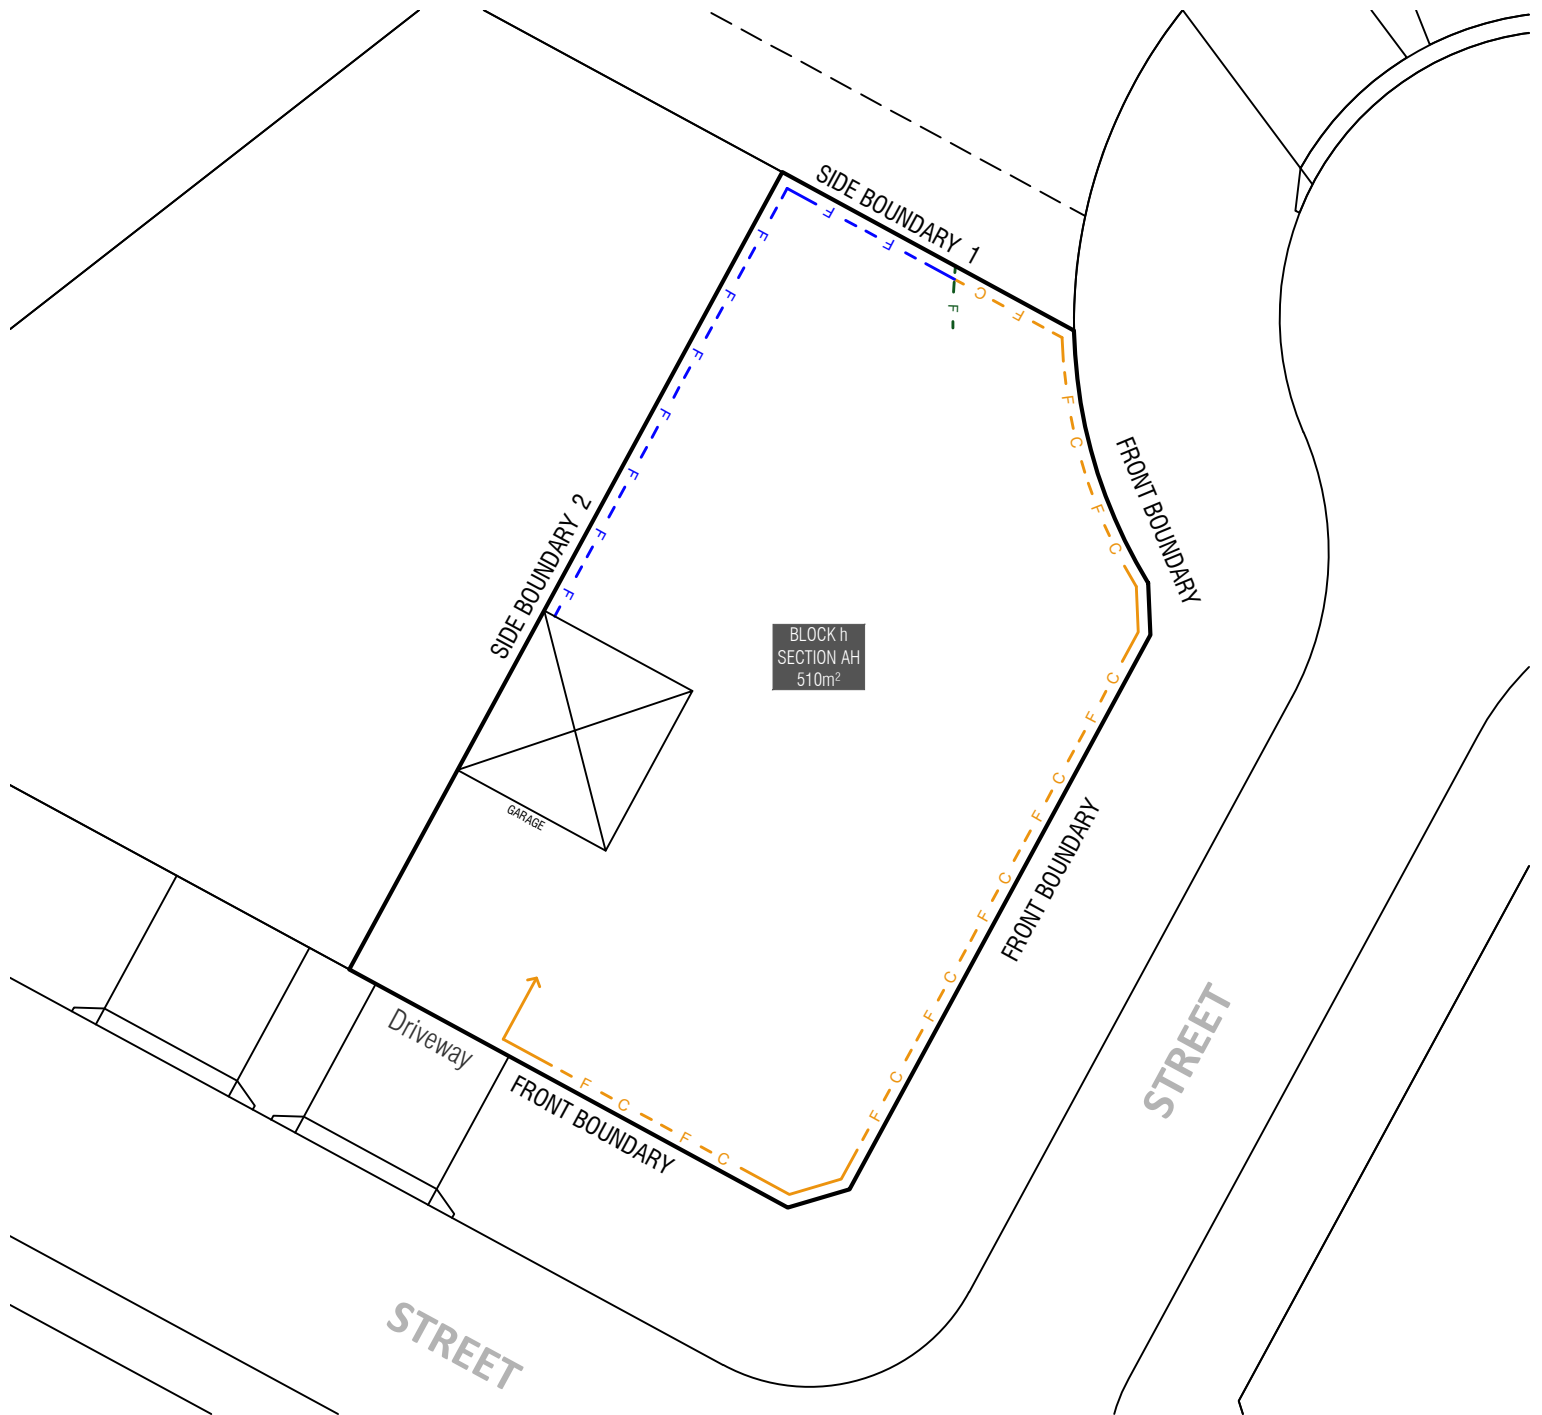 SIDE BOUNDARY 1
F F
C F
F
F F F F F F F
SIDE BOUNDARY 2
F C F C
FRONT BOUNDARY
BLOCK h
SECTION AH
510m²
C F C F C F C F C F
FRONT BOUNDARY
GARAGE
Driveway
F C F C
FRONT BOUNDARY
STREET
STREET